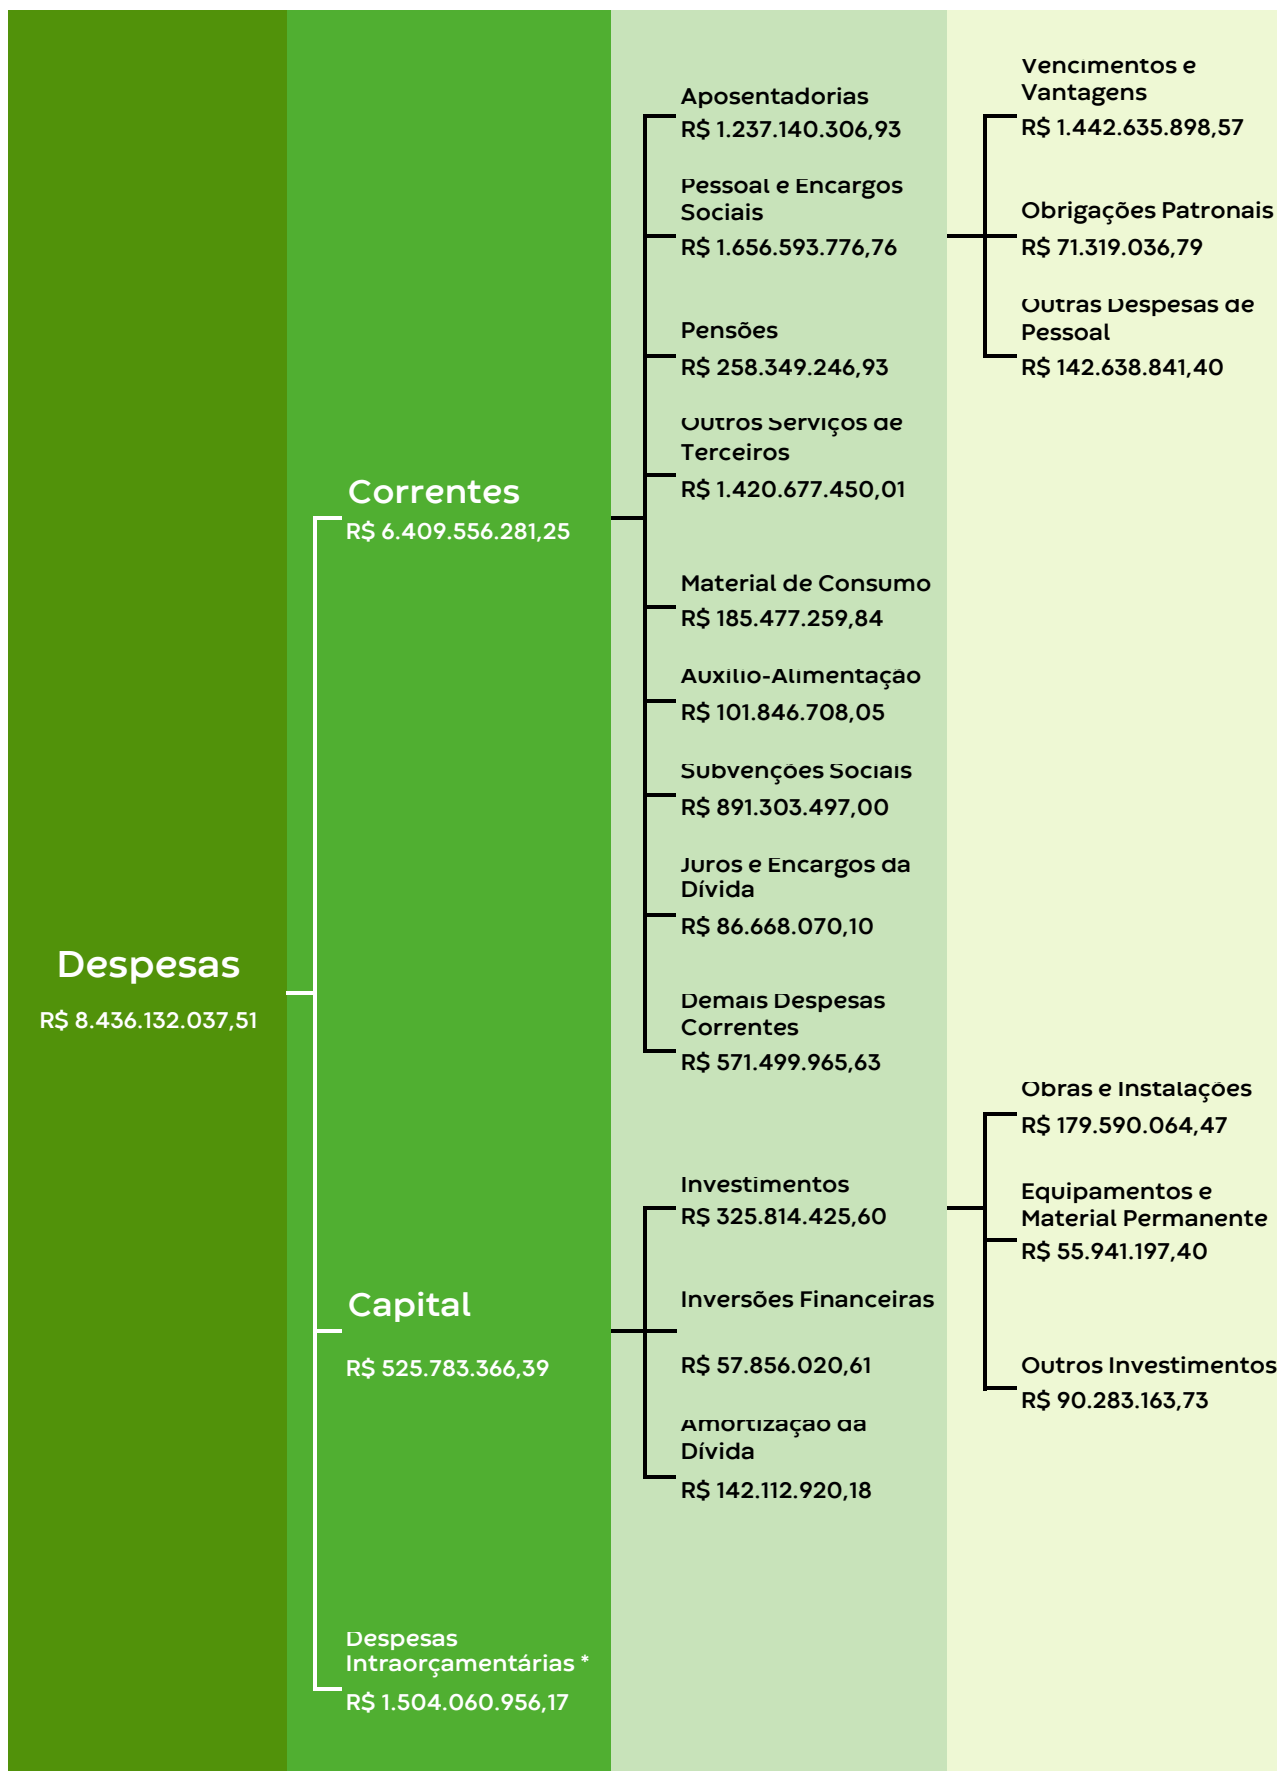 Despesas
R$ 8.436.132.037,51
Correntes
R$ 6.409.556.281,25
Aposentadorias
R$ 1.237.140.306,93
Pessoal e Encargos
Sociais
R$ 1.656.593.776,76
Vencimentos e
Vantagens
R$ 1.442.635.898,57
Obrigações Patronais
R$ 71.319.036,79
Outras Despesas de
Pessoal
R$ 142.638.841,40
Pensões
R$ 258.349.246,93
Outros Serviços de
Terceiros
R$ 1.420.677.450,01
Material de Consumo
R$ 185.477.259,84
Auxílio-Alimentação
R$ 101.846.708,05
Subvenções Sociais
R$ 891.303.497,00
Juros e Encargos da
Dívida
R$ 86.668.070,10
Demais Despesas
Correntes
R$ 571.499.965,63
Capital
R$ 525.783.366,39
Investimentos
R$ 325.814.425,60
Obras e Instalações
R$ 179.590.064,47
Equipamentos e
Material Permanente
R$ 55.941.197,40
Outros Investimentos
R$ 90.283.163,73
Inversões Financeiras
R$ 57.856.020,61
Amortização da
Dívida
R$ 142.112.920,18
Despesas
Intraorçamentárias *
R$ 1.504.060.956,17